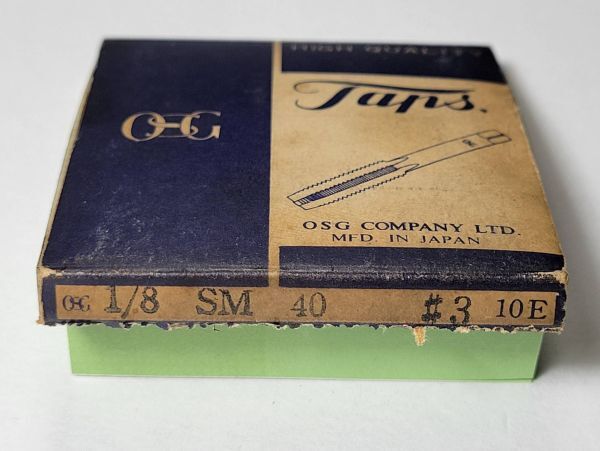 HIGH QUALITY
Taps.
OSG
OSG COMPANY LTD.
MFD. IN JAPAN
OSG 1/8 SM 40 #3 10E